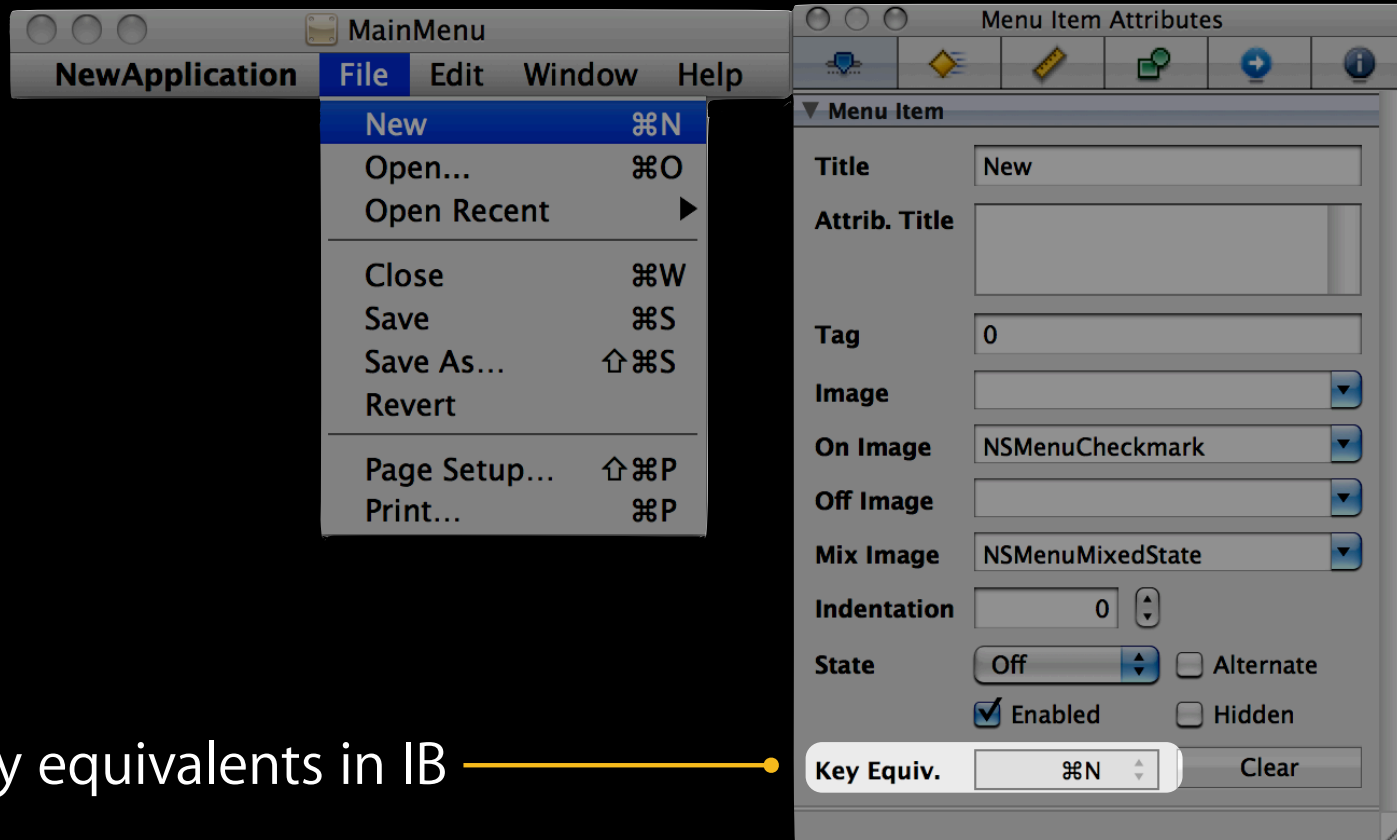 MainMenu
NewApplication File Edit Window Help
New ⌘N
Open... ⌘O
Open Recent ▶
Close ⌘W
Save ⌘S
Save As... ⇧⌘S
Revert
Page Setup... ⇧⌘P
Print... ⌘P
Menu Item Attributes
▼ Menu Item
Title New
Attrib. Title
Tag 0
Image
On Image NSMenuCheckmark
Off Image
Mix Image NSMenuMixedState
Indentation 0
State Off Alternate
Enabled Hidden
Key Equiv. ⌘N Clear
y equivalents in IB